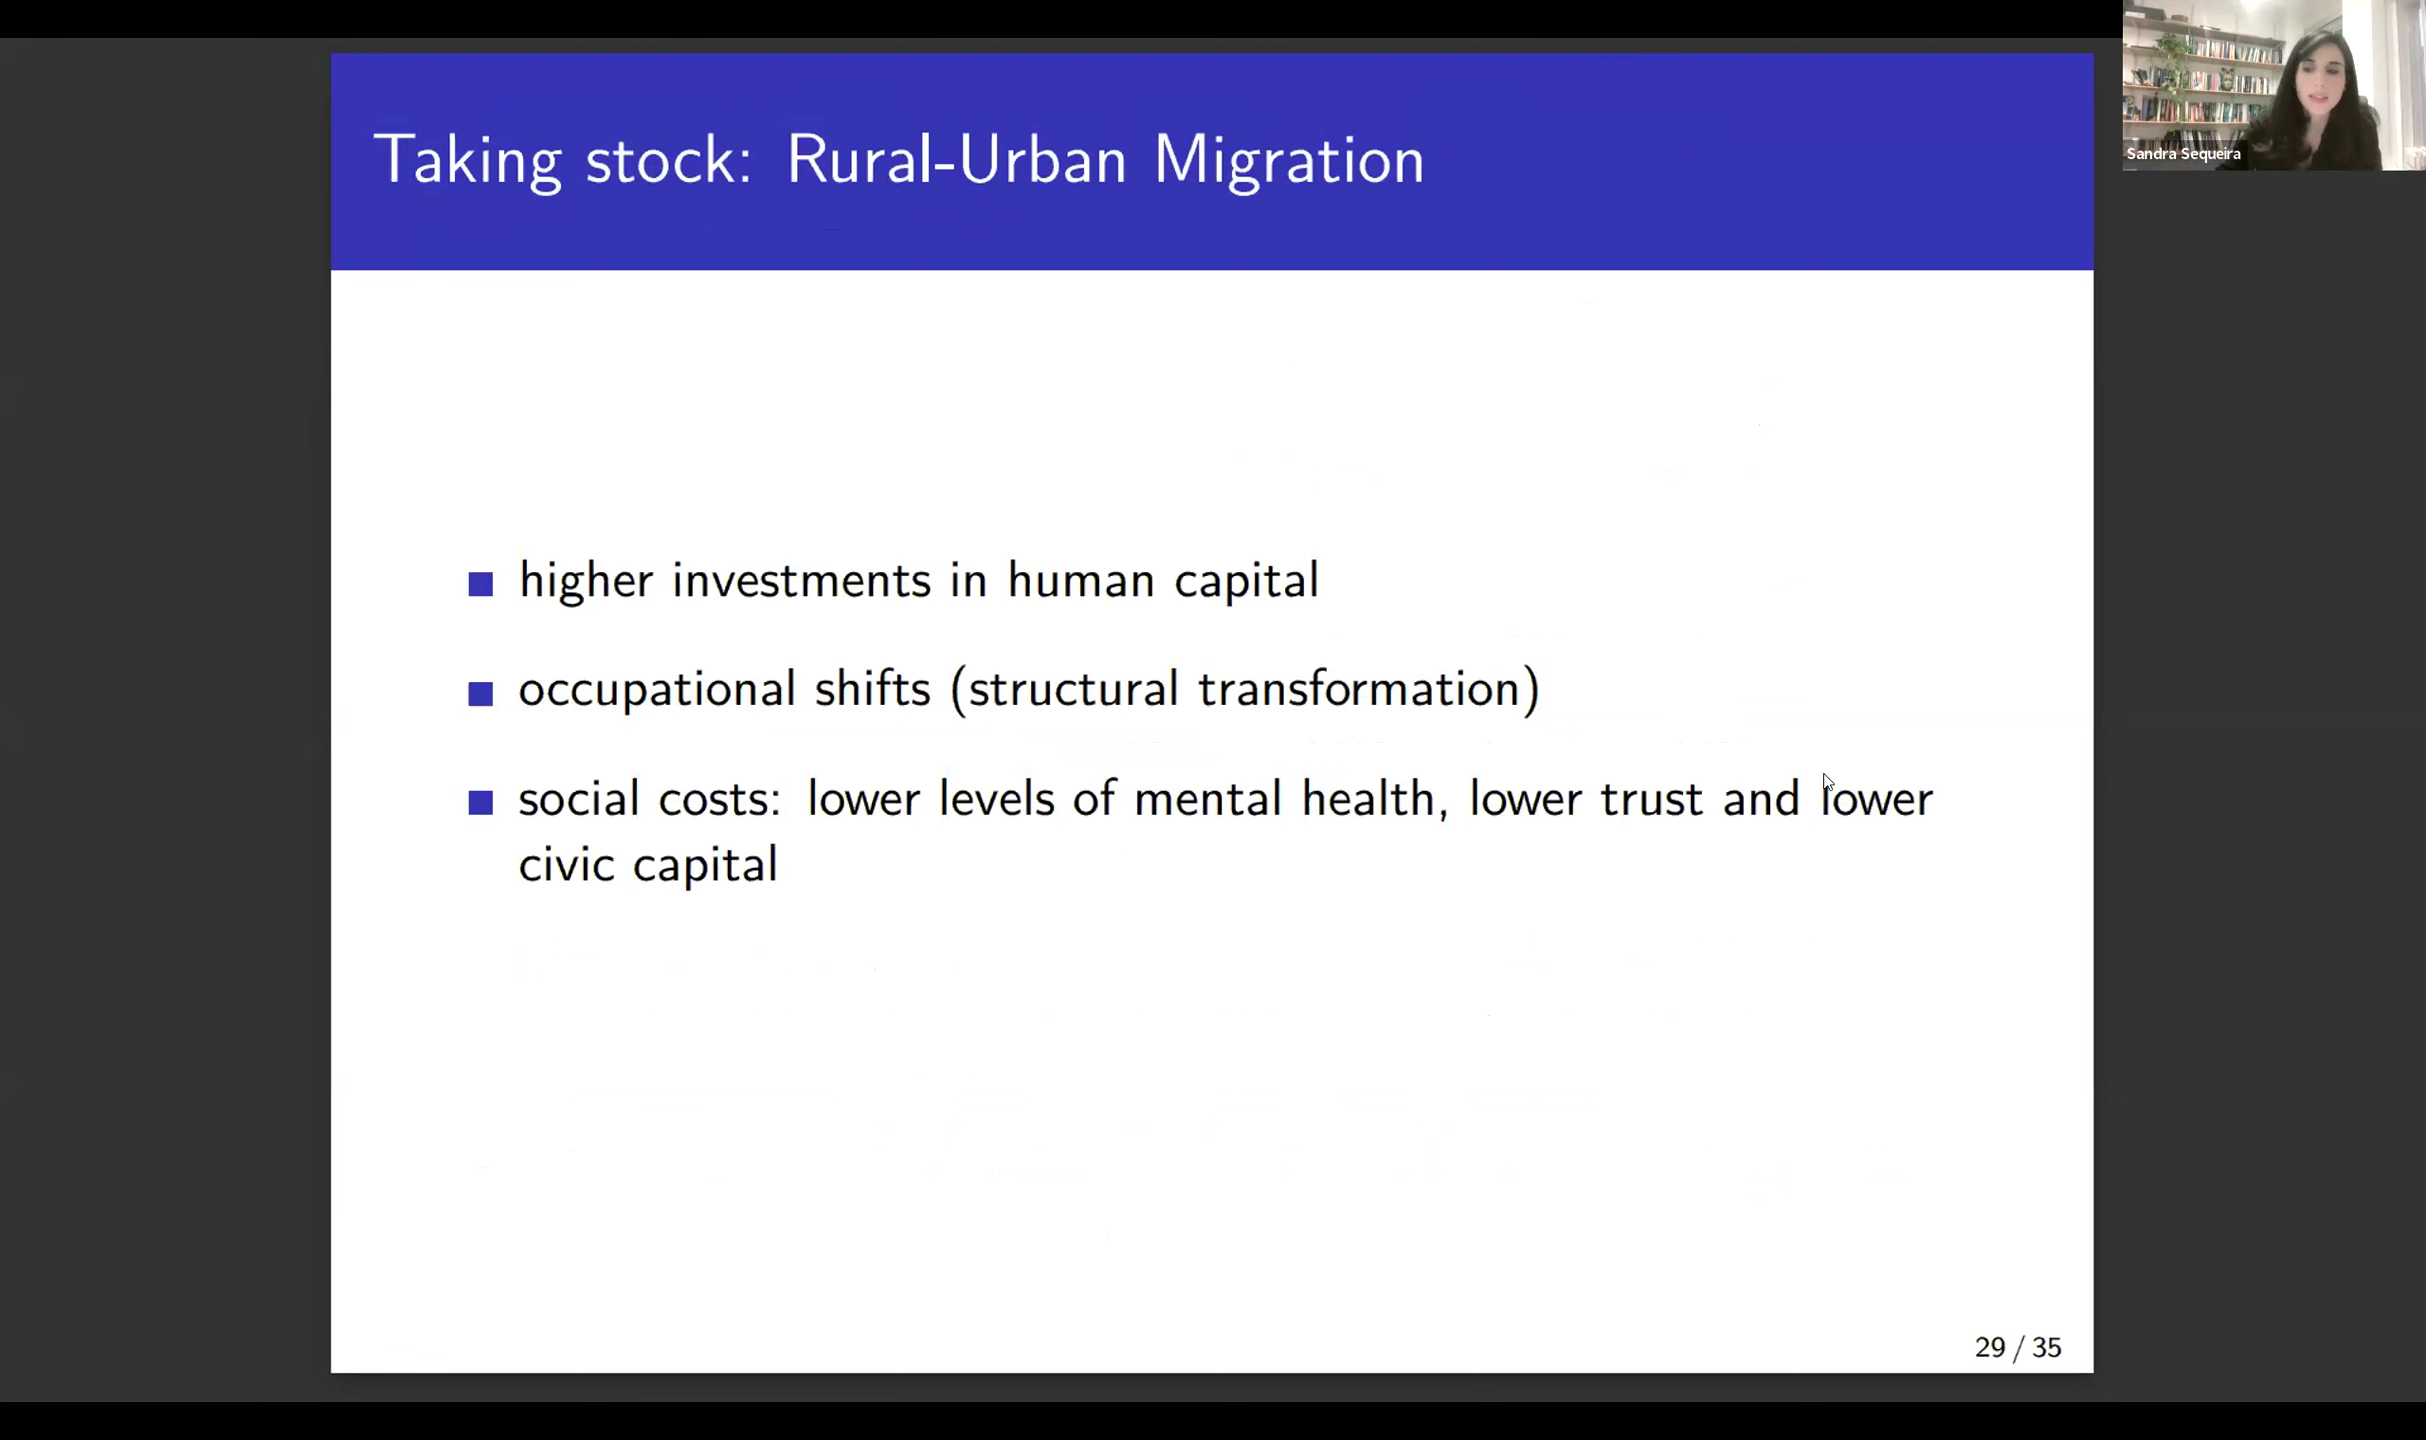 Taking stock: Rural-Urban Migration
Sandra Sequeira
higher investments in human capital
occupational shifts (structural transformation)
social costs: lower levels of mental health, lower trust and lower
civic capital
29 / 35